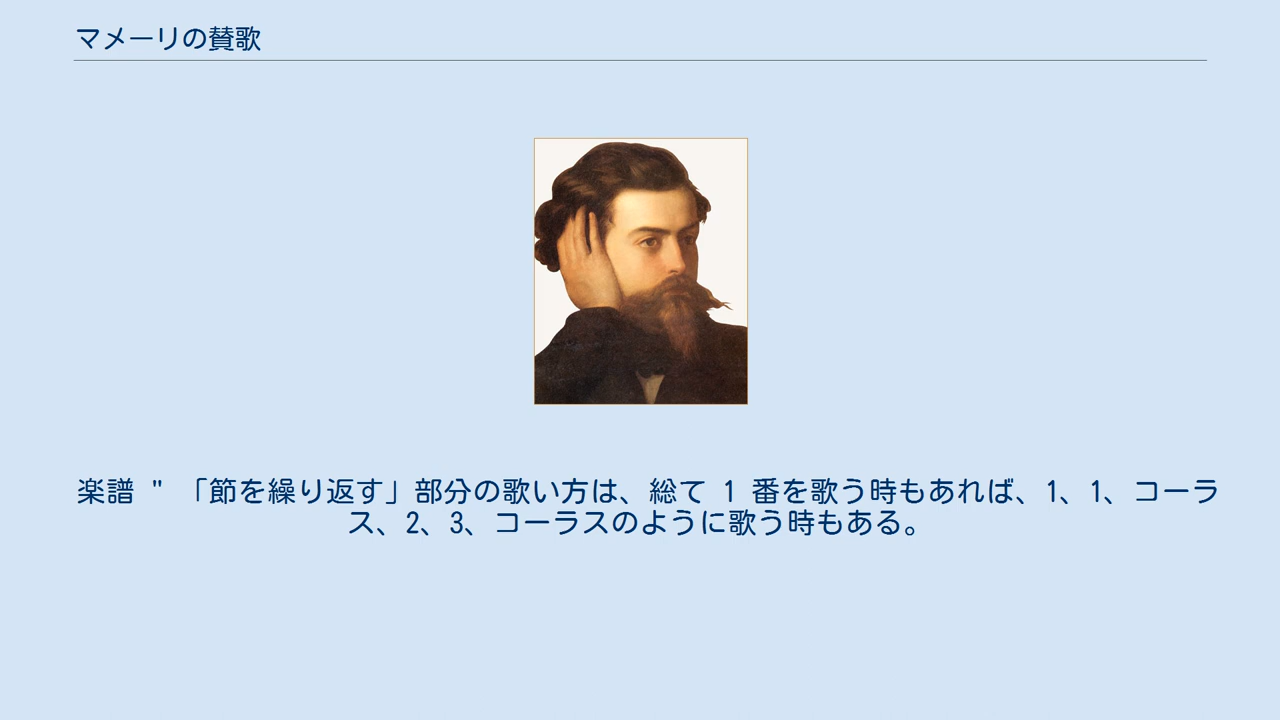 マメーリの賛歌
楽譜 " 「節を繰り返す」部分の歌い方は、総て 1 番を歌う時もあれば、1、1、コーラ
ス、2、3、コーラスのように歌う時もある。